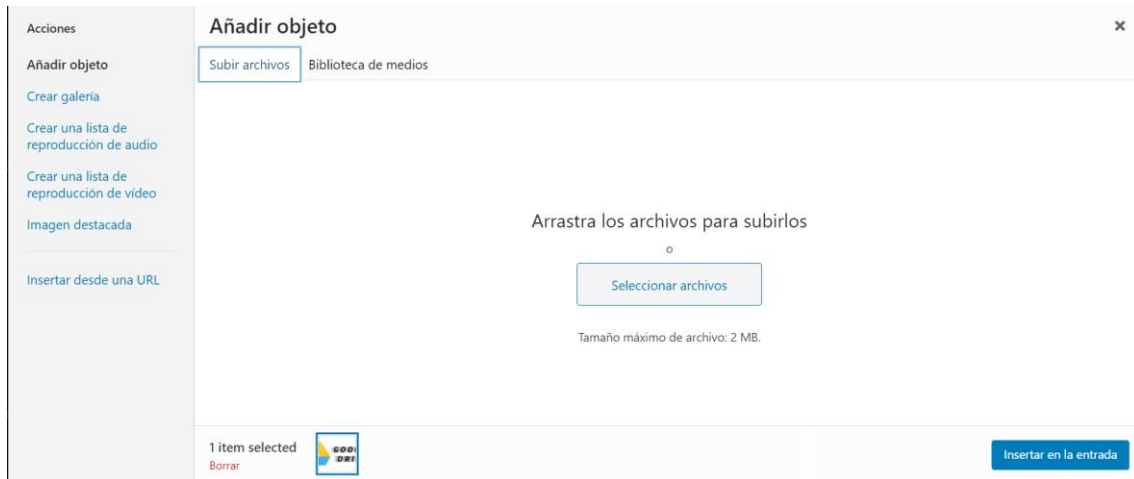 Acciones
Añadir objeto
Crear galería
Crear una lista de
reproducción de audio
Crear una lista de
reproducción de vídeo
Imagen destacada
Insertar desde una URL
Añadir objeto
Subir archivos
Biblioteca de medios
Arrastra los archivos para subirlos
o
Seleccionar archivos
Tamaño máximo de archivo: 2 MB.
1 item selected
Borrar
GOO
DRI
Insertar en la entrada